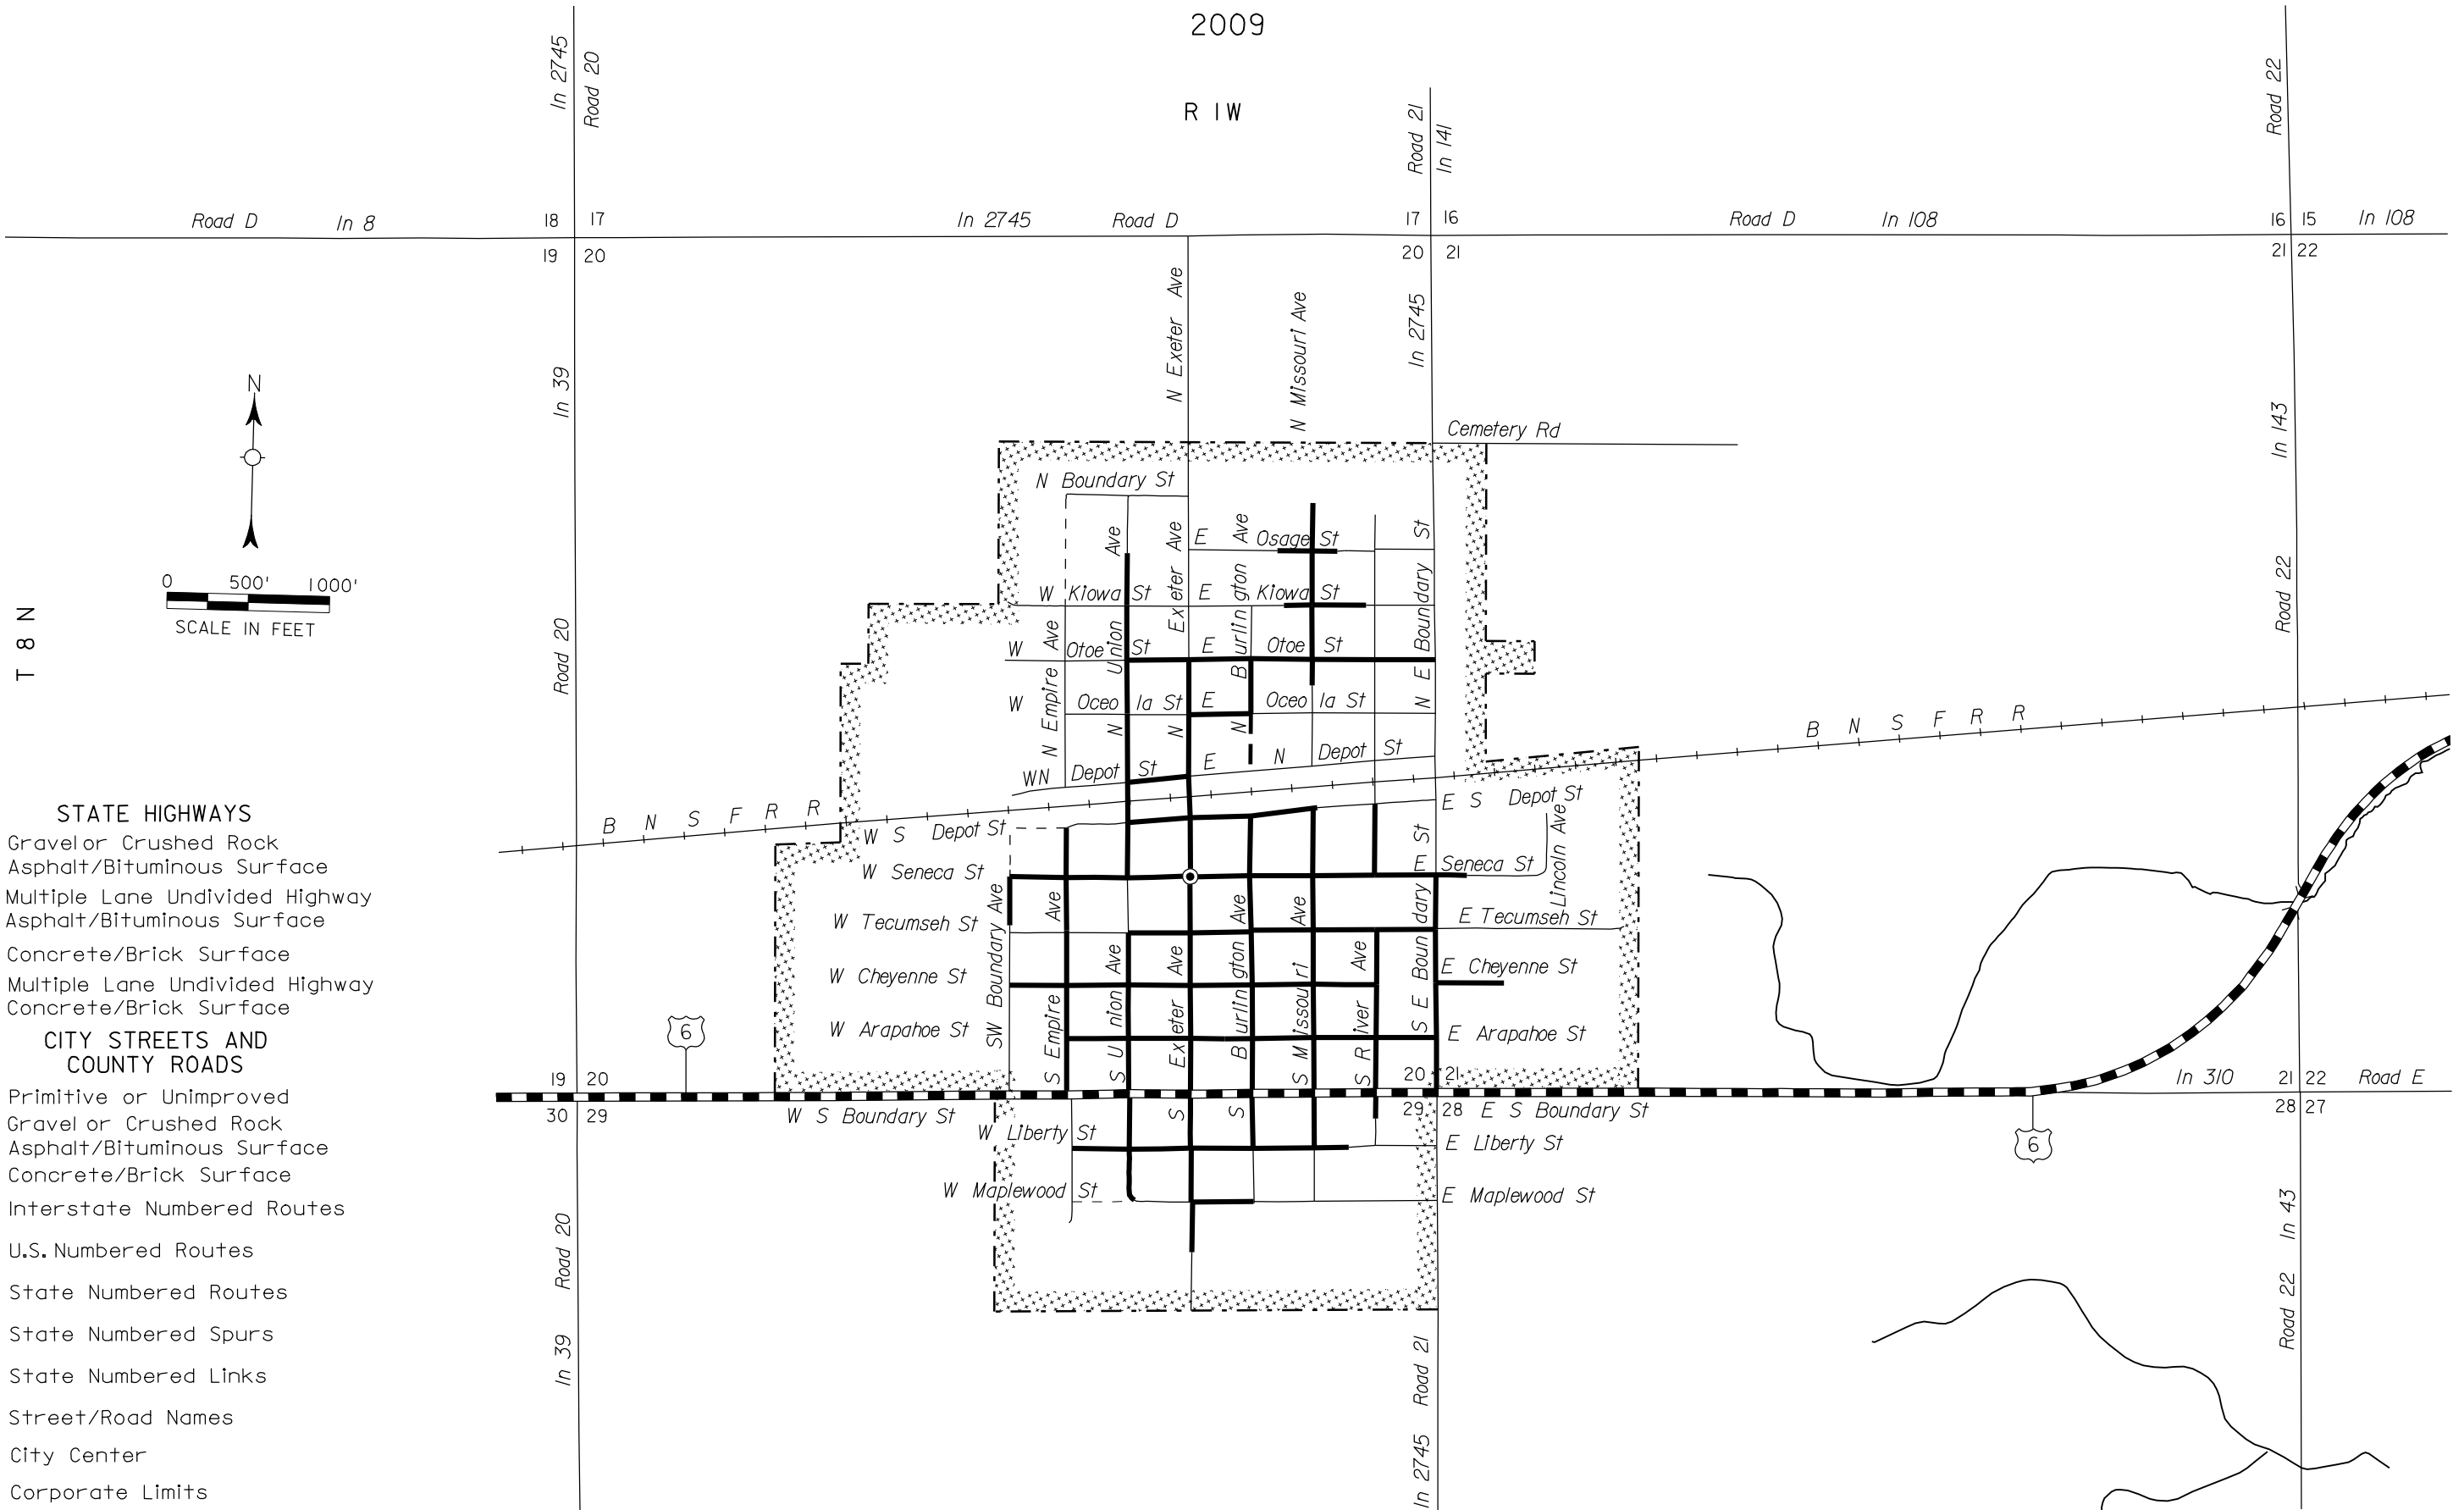 2009
R 1W
In 2745
Road 20
Road 21
In 141
Road 22
Road D
In 8
18 17
In 2745
Road D
17 16
Road D
In 108
16 15
In 108
19 20
20 21
21 22
N Exeter Ave
N Missouri Ave
In 2745
In 39
In 143
N
Cemetery Rd
N Boundary St
E Osage St
0 500' 1000'
SCALE IN FEET
T 8 N
W Kiowa St
E Kiowa St
Road 20
Road 22
W Otoe St
E Otoe St
W Oceola St
E Oceola St
N Empire Ave
N Union Ave
N Exeter Ave
N Burlington Ave
N E Boundary St
WN Depot St
E N Depot St
B N S F R R
B N S F R R
W S Depot St
E S Depot St
Lincoln Ave
W Seneca St
E Seneca St
W Tecumseh St
E Tecumseh St
W Cheyenne St
E Cheyenne St
W Arapahoe St
E Arapahoe St
SW Boundary Ave
S Empire Ave
S Union Ave
S Exeter Ave
S Burlington Ave
S Missouri Ave
S River Ave
S E Boundary St
6
19 20
20 21
In 310
21 22
Road E
30 29
W S Boundary St
29 28
E S Boundary St
28 27
6
W Liberty St
E Liberty St
W Maplewood St
E Maplewood St
Road 20
In 39
Road 21
In 2745
In 43
Road 22
STATE HIGHWAYS
Gravel or Crushed Rock
Asphalt/Bituminous Surface
Multiple Lane Undivided Highway
Asphalt/Bituminous Surface
Concrete/Brick Surface
Multiple Lane Undivided Highway
Concrete/Brick Surface
CITY STREETS AND
COUNTY ROADS
Primitive or Unimproved
Gravel or Crushed Rock
Asphalt/Bituminous Surface
Concrete/Brick Surface
Interstate Numbered Routes
U.S. Numbered Routes
State Numbered Routes
State Numbered Spurs
State Numbered Links
Street/Road Names
City Center
Corporate Limits